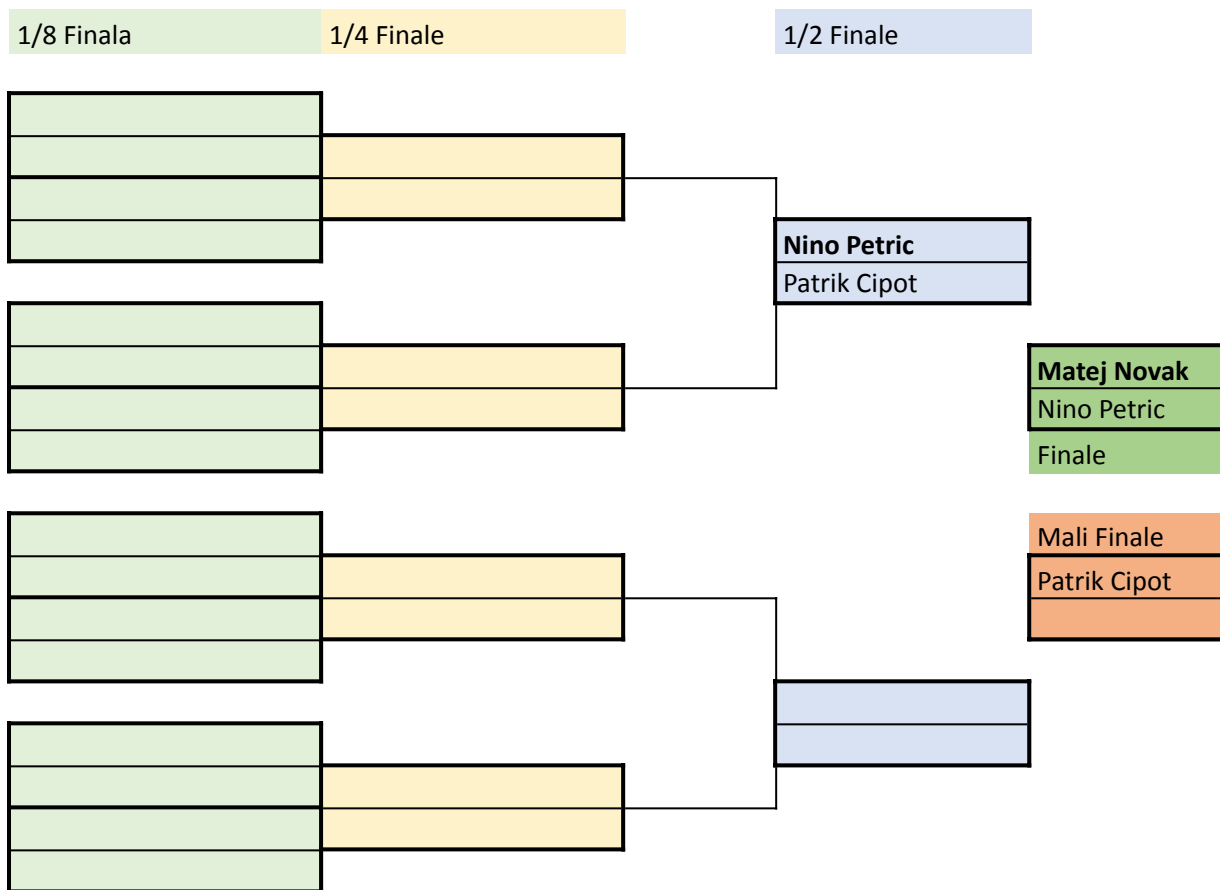 1/8 Finala
1/4 Finale
1/2 Finale
Nino Petric
Patrik Cipot
Matej Novak
Nino Petric
Finale
Mali Finale
Patrik Cipot